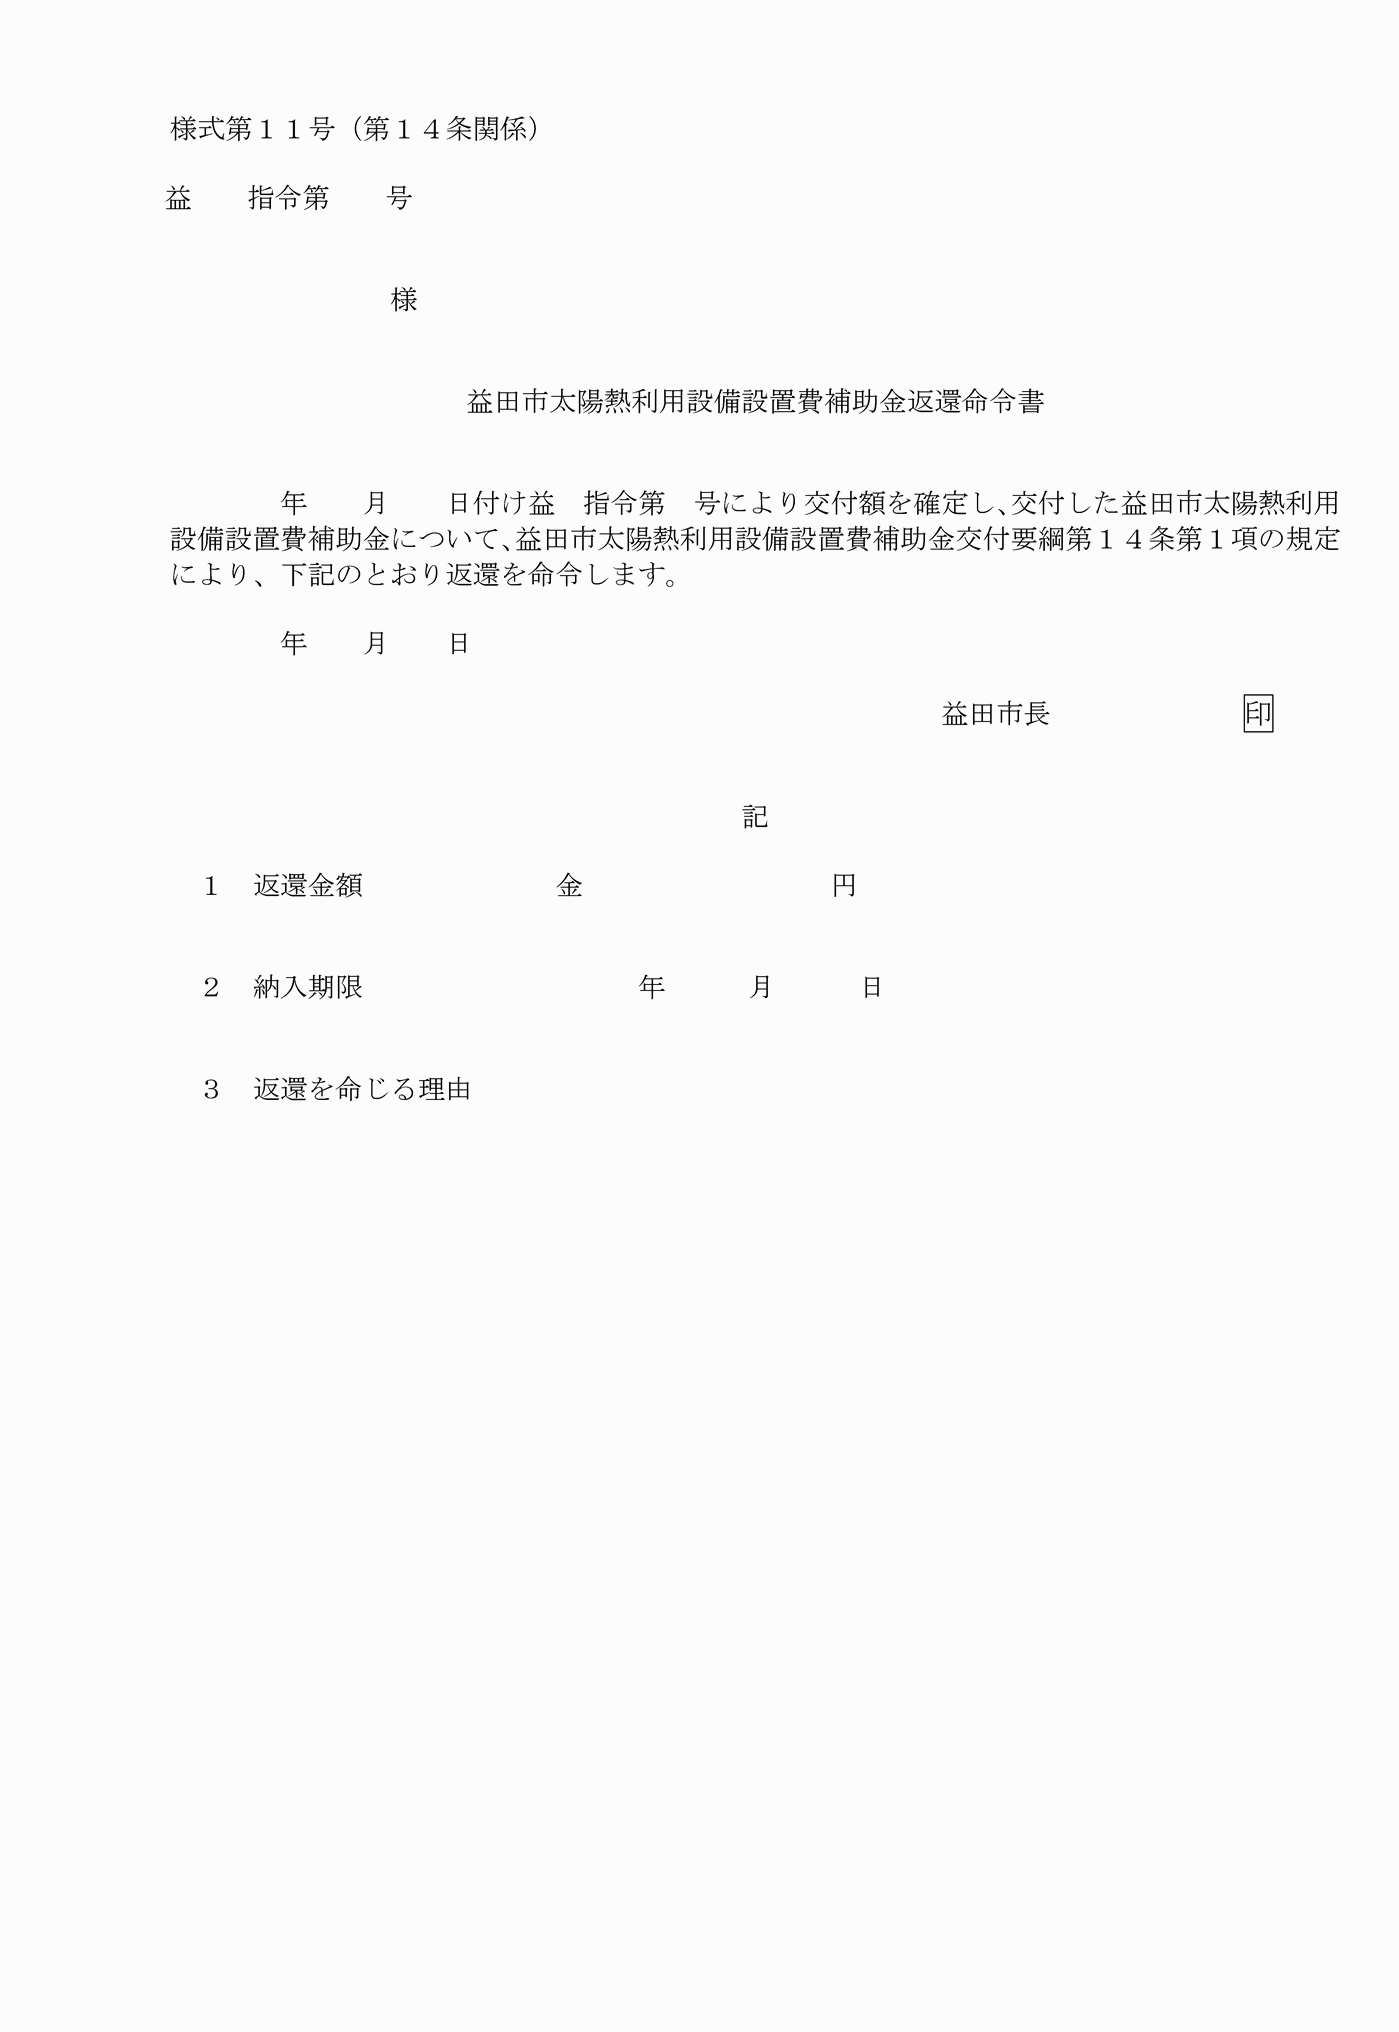 様式第１１号（第１４条関係）
益　　指令第　　号
様
益田市太陽熱利用設備設置費補助金返還命令書
年　　月　　日付け益　指令第　号により交付額を確定し、交付した益田市太陽熱利用
設備設置費補助金について、益田市太陽熱利用設備設置費補助金交付要綱第１４条第１項の規定
により、下記のとおり返還を命令します。
年　　月　　日
益田市長　　　　　　　印
記
１　返還金額　　　　　　　金　　　　　　　　　円
２　納入期限　　　　　　　　　　年　　　月　　　日
３　返還を命じる理由